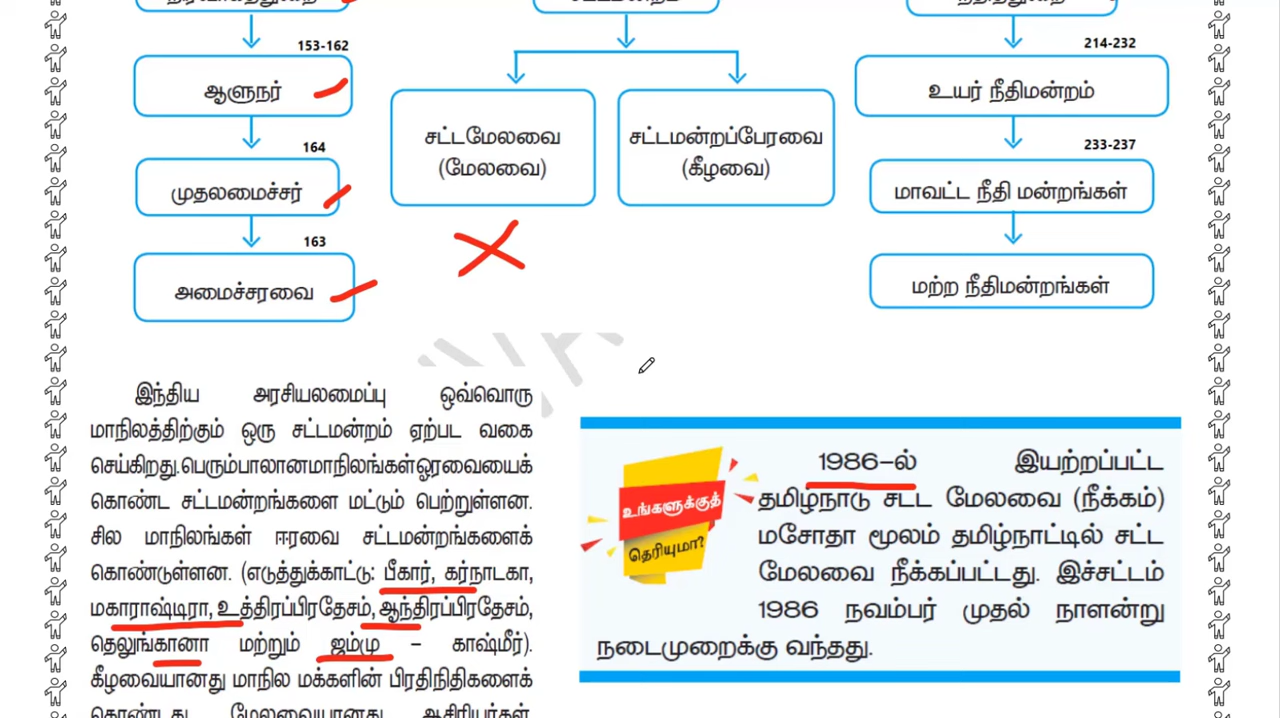 153-162
ஆளுநர்
164
முதலமைச்சர்
163
அமைச்சரவை
சட்டமேலவை
(மேலவை)
சட்டமன்றப்பேரவை
(கீழவை)
214-232
உயர் நீதிமன்றம்
233-237
மாவட்ட நீதி மன்றங்கள்
மற்ற நீதிமன்றங்கள்
இந்திய அரசியலமைப்பு ஒவ்வொரு
மாநிலத்திற்கும் ஒரு சட்டமன்றம் ஏற்பட வகை
செய்கிறது.பெரும்பாலானமாநிலங்கள்ஓரவையைக்
கொண்ட சட்டமன்றங்களை மட்டும் பெற்றுள்ளன.
சில மாநிலங்கள் ஈரவை சட்டமன்றங்களைக்
கொண்டுள்ளன. (எடுத்துக்காட்டு: பீகார், கர்நாடகா,
மகாராஷ்டிரா, உத்திரப்பிரதேசம், ஆந்திரப்பிரதேசம்,
தெலுங்கானா மற்றும் ஜம்மு – காஷ்மீர்).
கீழவையானது மாநில மக்களின் பிரதிநிதிகளைக்
உங்களுக்குத்
தெரியுமா?
1986–ல் இயற்றப்பட்ட
தமிழ்நாடு சட்ட மேலவை (நீக்கம்)
மசோதா மூலம் தமிழ்நாட்டில் சட்ட
மேலவை நீக்கப்பட்டது. இச்சட்டம்
1986 நவம்பர் முதல் நாளன்று
நடைமுறைக்கு வந்தது.